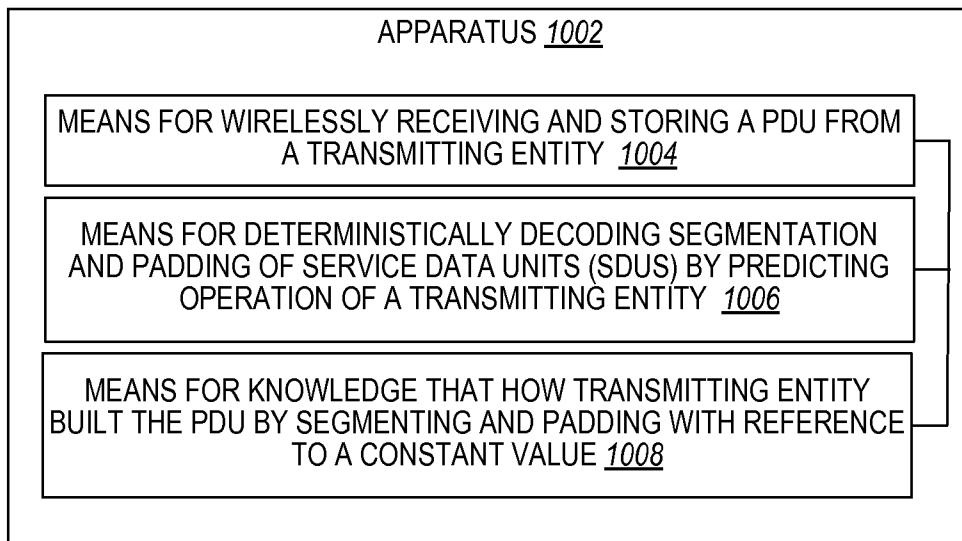 APPARATUS 1002
MEANS FOR WIRELESSLY RECEIVING AND STORING A PDU FROM
A TRANSMITTING ENTITY 1004
MEANS FOR DETERMINISTICALLY DECODING SEGMENTATION
AND PADDING OF SERVICE DATA UNITS (SDUS) BY PREDICTING
OPERATION OF A TRANSMITTING ENTITY 1006
MEANS FOR KNOWLEDGE THAT HOW TRANSMITTING ENTITY
BUILT THE PDU BY SEGMENTING AND PADDING WITH REFERENCE
TO A CONSTANT VALUE 1008